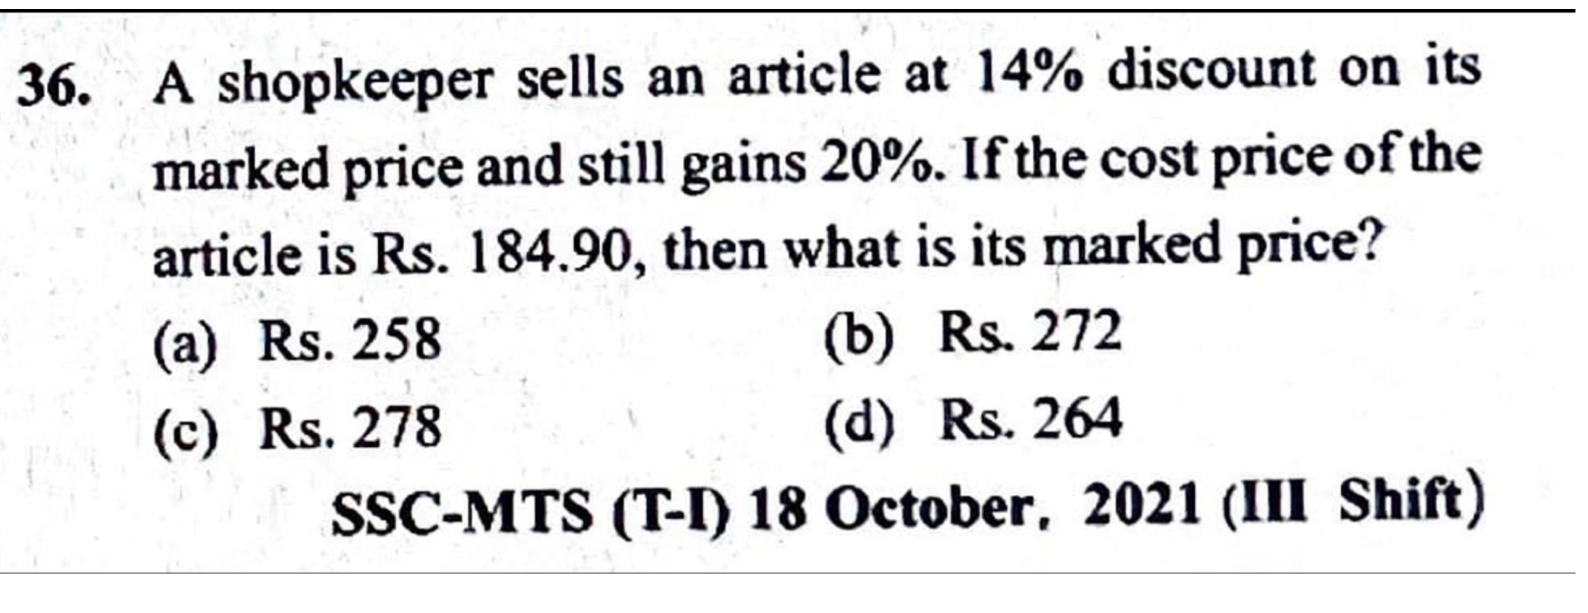 36. A shopkeeper sells an article at 14% discount on its
marked price and still gains 20%. If the cost price of the
article is Rs. 184.90, then what is its marked price?
(a) Rs. 258 (b) Rs. 272
(c) Rs. 278 (d) Rs. 264
SSC-MTS (T-I) 18 October, 2021 (III Shift)